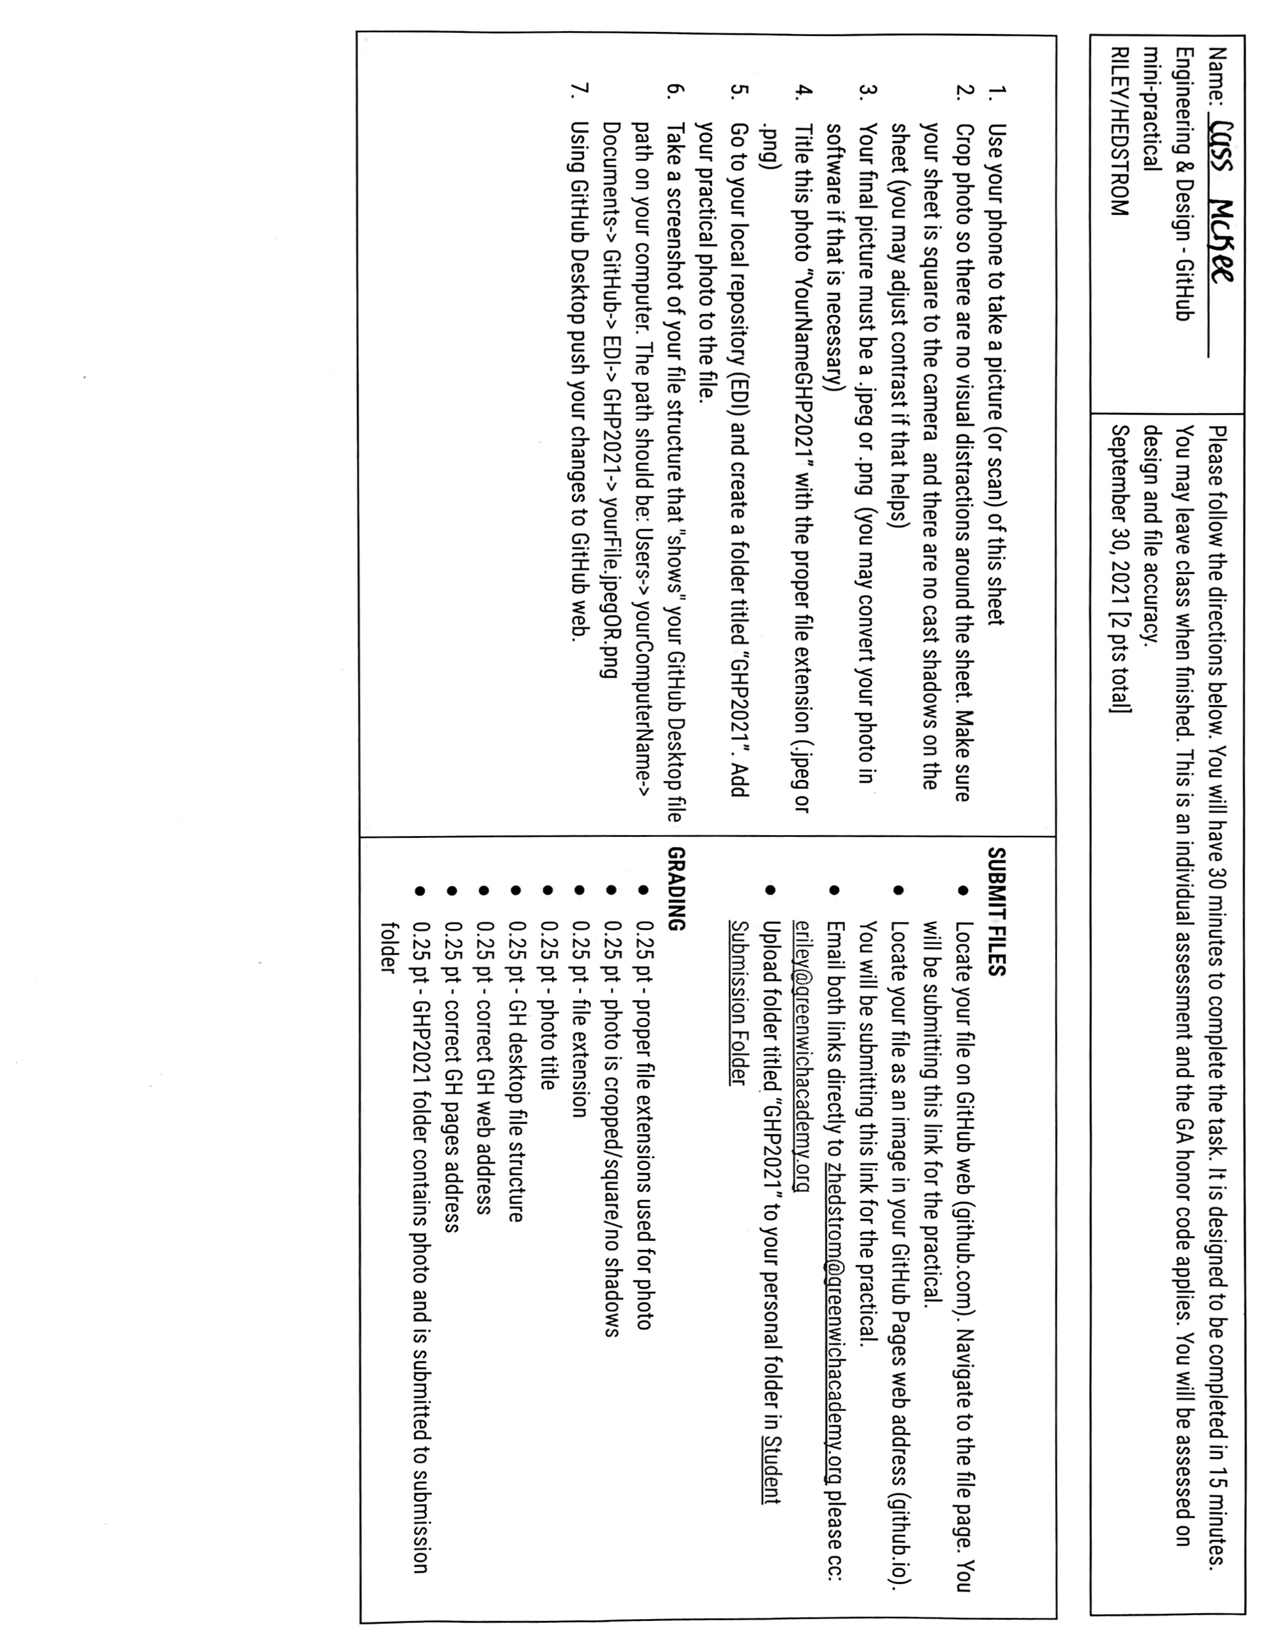 Name: Cass McKee
Engineering & Design - GitHub
mini-practical
RILEY/HEDSTROM
Please follow the directions below. You will have 30 minutes to complete the task. It is designed to be completed in 15 minutes.
You may leave class when finished. This is an individual assessment and the GA honor code applies. You will be assessed on
design and file accuracy.
September 30, 2021 [2 pts total]
1. Use your phone to take a picture (or scan) of this sheet
2. Crop photo so there are no visual distractions around the sheet. Make sure
your sheet is square to the camera and there are no cast shadows on the
sheet (you may adjust contrast if that helps)
3. Your final picture must be a .jpeg or .png (you may convert your photo in
software if that is necessary)
4. Title this photo "YourNameGHP2021" with the proper file extension (.jpeg or
.png)
5. Go to your local repository (EDI) and create a folder titled "GHP2021". Add
your practical photo to the file.
6. Take a screenshot of your file structure that "shows" your GitHub Desktop file
path on your computer. The path should be: Users-> yourComputerName->
Documents-> GitHub-> EDI-> GHP2021-> yourFile.jpegOR.png
7. Using GitHub Desktop push your changes to GitHub web.
SUBMIT FILES
● Locate your file on GitHub web (github.com). Navigate to the file page. You
will be submitting this link for the practical.
● Locate your file as an image in your GitHub Pages web address (github.io).
You will be submitting this link for the practical.
● Email both links directly to zhedstrom@greenwichacademy.org please cc:
eriley@greenwichacademy.org
● Upload folder titled "GHP2021" to your personal folder in Student
Submission Folder
GRADING
● 0.25 pt - proper file extensions used for photo
● 0.25 pt - photo is cropped/square/no shadows
● 0.25 pt - file extension
● 0.25 pt - photo title
● 0.25 pt - GH desktop file structure
● 0.25 pt - correct GH web address
● 0.25 pt - correct GH pages address
● 0.25 pt - GHP2021 folder contains photo and is submitted to submission
folder